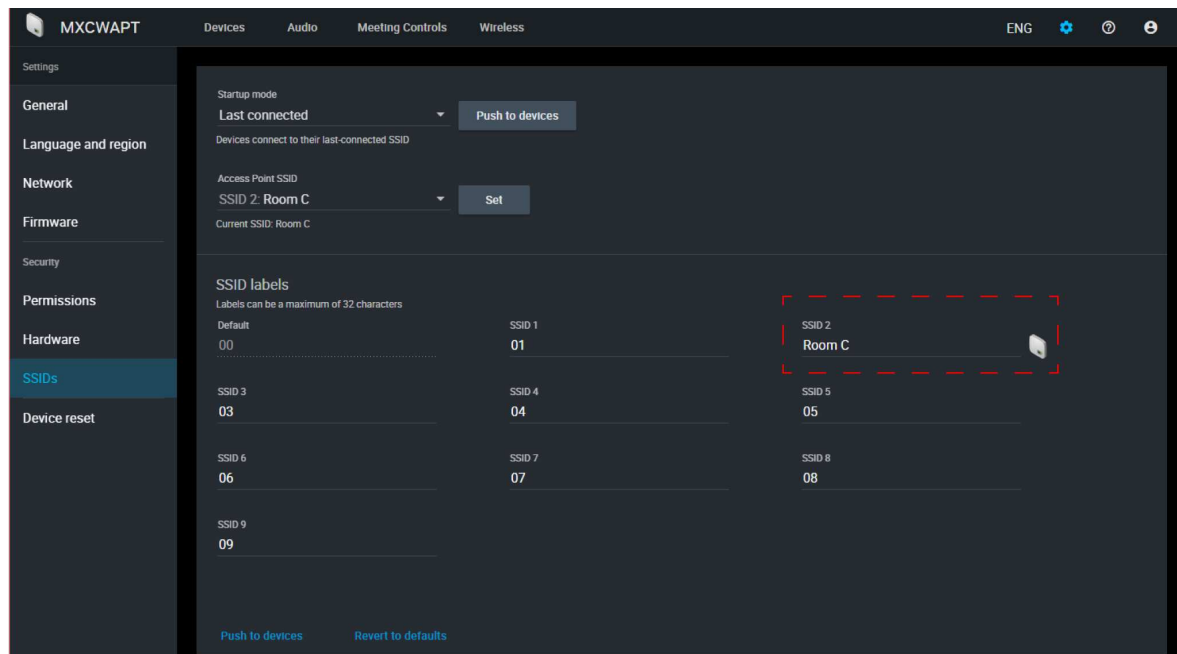 MXCWAPT Devices Audio Meeting Controls Wireless ENG
Settings
General
Language and region
Network
Firmware
Security
Permissions
Hardware
SSIDs
Device reset
Startup mode
Last connected Push to devices
Devices connect to their last-connected SSID
Access Point SSID
SSID 2: Room C Set
Current SSID: Room C
SSID labels
Labels can be a maximum of 32 characters
Default SSID 1 SSID 2
00 01 Room C
SSID 3 SSID 4 SSID 5
03 04 05
SSID 6 SSID 7 SSID 8
06 07 08
SSID 9
09
Push to devices Revert to defaults